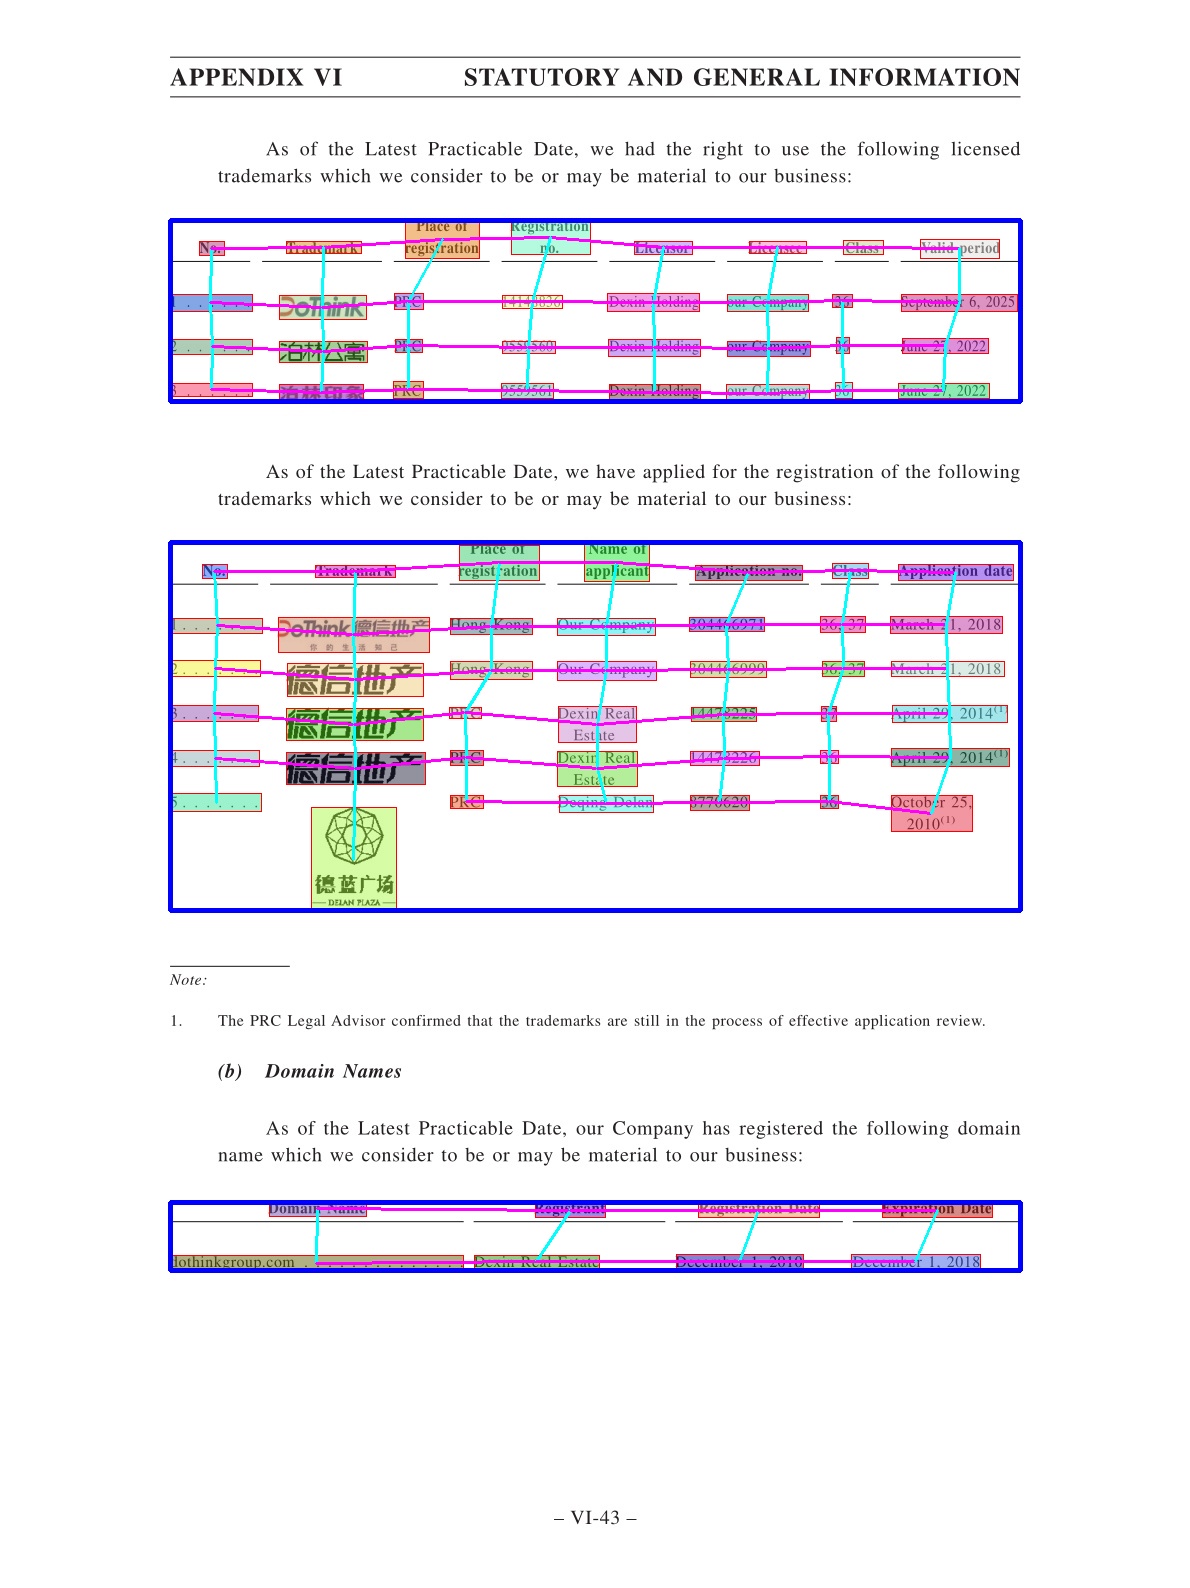 APPENDIX VI STATUTORY AND GENERAL INFORMATION
As of the Latest Practicable Date, we had the right to use the following licensed
trademarks which we consider to be or may be material to our business:
Place of Registration
No. Trademark registration no. Licensor Licensee Class Valid period
1 . . . . . . . DoThink PRC Dexin Holding our Company 36 September 6, 2025
2 . . . . . . . 泊林公寓 PRC 9559560 Dexin Holding our Company 36 June 27, 2022
3 . . . . . . . 泊林印象 PRC 9559561 Dexin Holding our Company 36 June 27, 2022
As of the Latest Practicable Date, we have applied for the registration of the following
trademarks which we consider to be or may be material to our business:
Place of Name of
No. Trademark registration applicant Application no. Class Application date
1 . . . . . . . DoThink 德信地产 Hong Kong Our Company 304466971 36, 37 March 21, 2018
你的生活知己
2 . . . . . . . 德信地产 Hong Kong Our Company 304466999 36, 37 March 21, 2018
3 . . . . . . . 德信地产 PRC Dexin Real 14478225 37 April 29, 2014(1)
Estate
4 . . . . . . . 德信地产 PRC Dexin Real 14478226 36 April 29, 2014(1)
Estate
5 . . . . . . . PRC Deqing Delan 8770620 36 October 25,
2010(1)
德蓝广场
DELAN PLAZA
Note:
1. The PRC Legal Advisor confirmed that the trademarks are still in the process of effective application review.
(b) Domain Names
As of the Latest Practicable Date, our Company has registered the following domain
name which we consider to be or may be material to our business:
Domain Name Registrant Registration Date Expiration Date
dothinkgroup.com . . . . . . . . . . . . Dexin Real Estate December 1, 2010 December 1, 2018
– VI-43 –